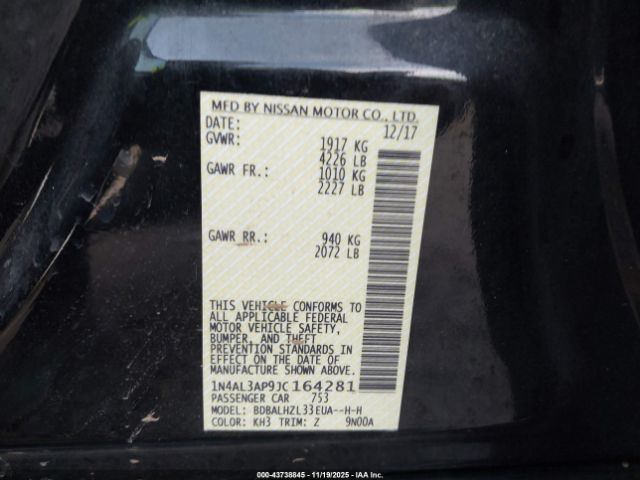 MFD BY NISSAN MOTOR CO., LTD.
DATE: 12/17
GVWR: 1917 KG
4226 LB
GAWR FR.: 1010 KG
2227 LB
GAWR RR.: 940 KG
2072 LB
THIS VEHICLE CONFORMS TO
ALL APPLICABLE FEDERAL
MOTOR VEHICLE SAFETY,
BUMPER, AND THEFT
PREVENTION STANDARDS IN
EFFECT ON THE DATE OF
MANUFACTURE SHOWN ABOVE.
1N4AL3AP9JC164281
PASSENGER CAR 753
MODEL: BDBALHZL33EUA--H-H
COLOR: KH3 TRIM: Z 9N00A
000-43738845 - 11/19/2025 - IAA Inc.